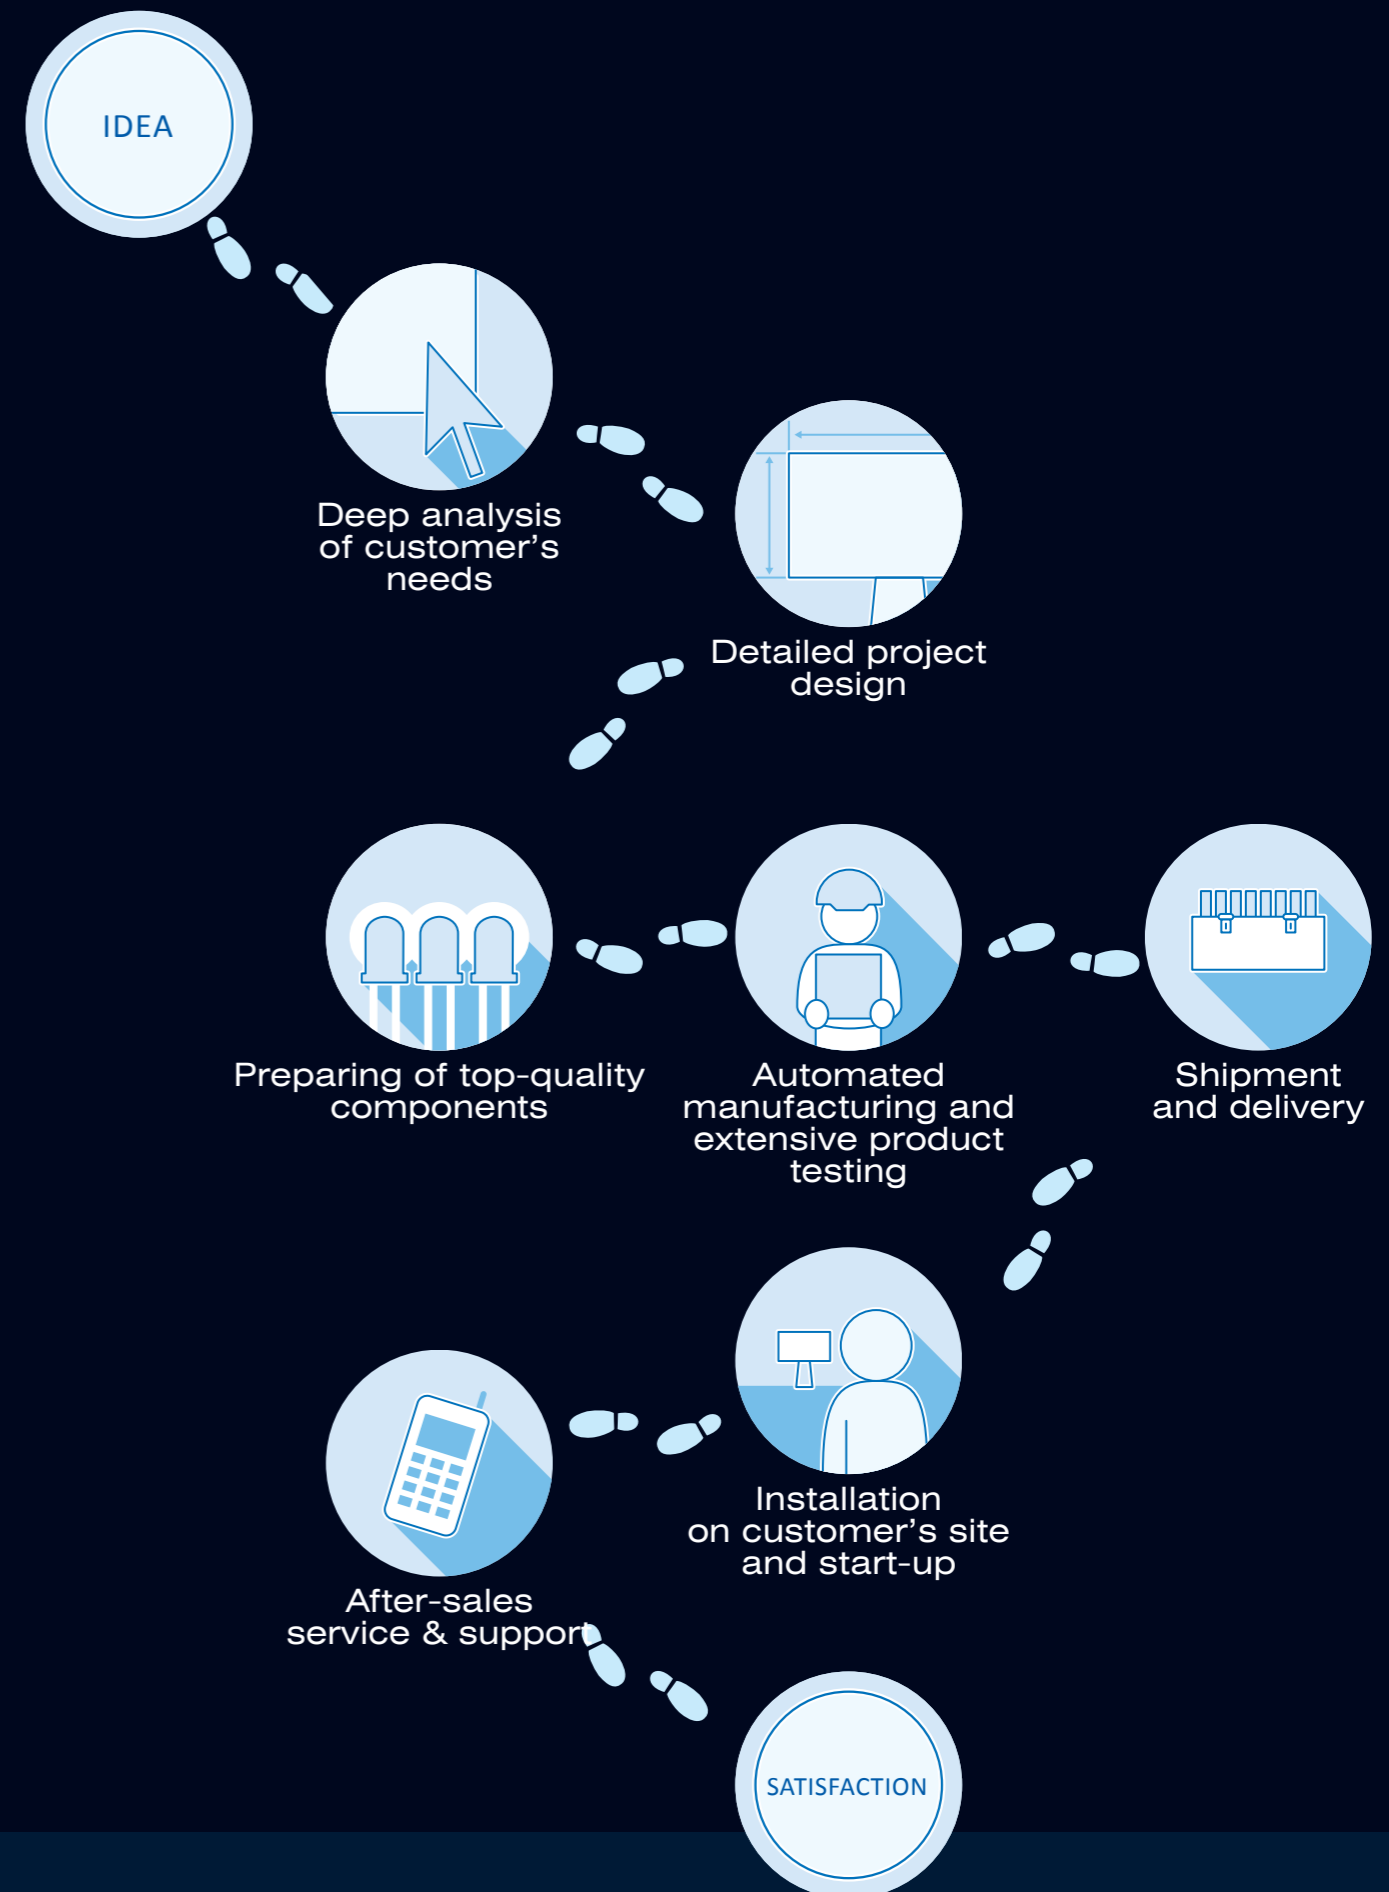 IDEA
Deep analysis
of customer’s
needs
Detailed project
design
Preparing of top-quality
components
Automated
manufacturing and
extensive product
testing
Shipment
and delivery
Installation
on customer’s site
and start-up
After-sales
service & support
SATISFACTION